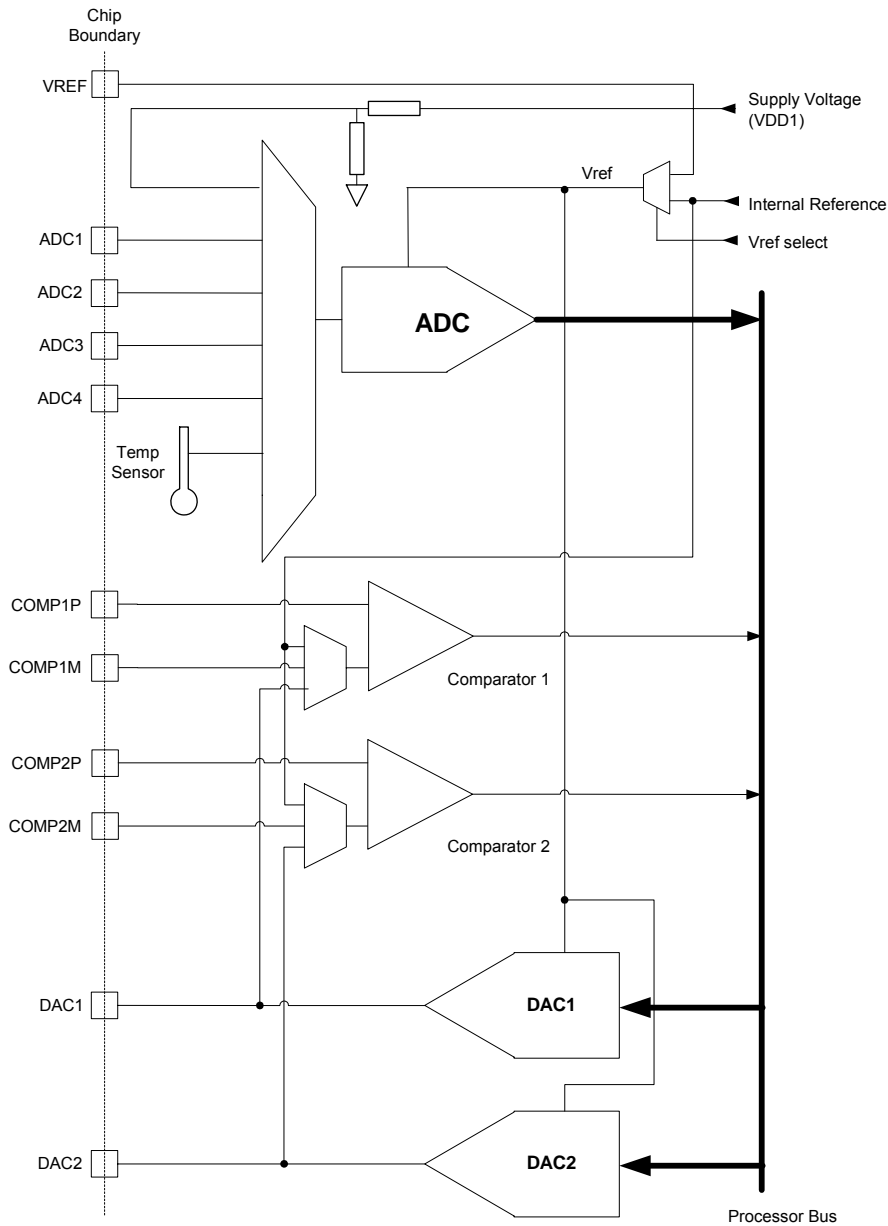 Chip
Boundary
VREF
Supply Voltage
(VDD1)
Vref
Internal Reference
ADC1
Vref select
ADC2
ADC
ADC3
ADC4
Temp
Sensor
COMP1P
COMP1M
Comparator 1
COMP2P
COMP2M
Comparator 2
DAC1
DAC1
DAC2
DAC2
Processor Bus